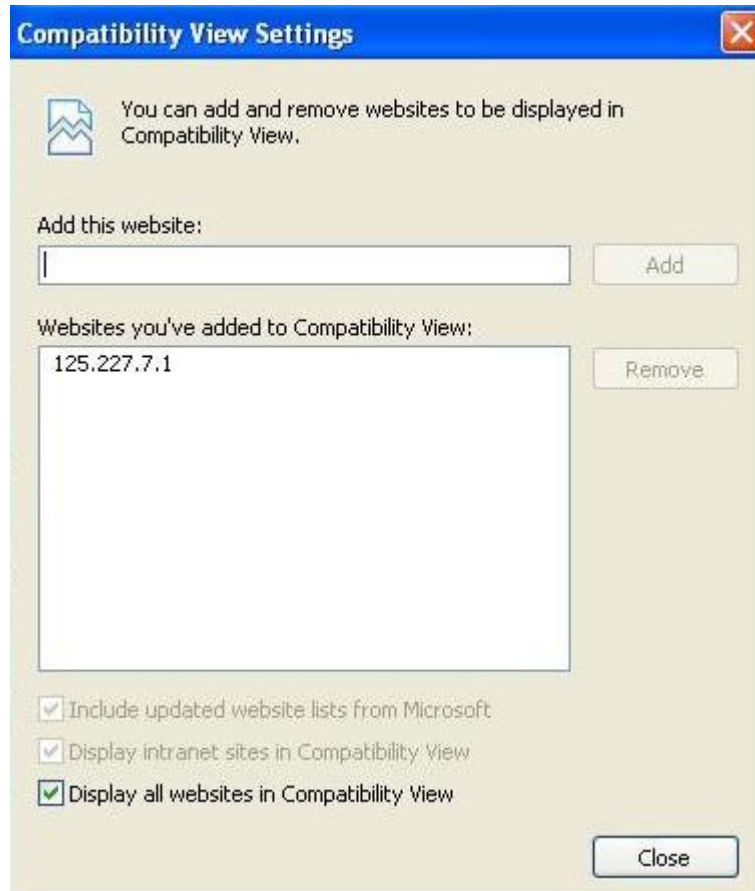 Compatibility View Settings
You can add and remove websites to be displayed in
Compatibility View.
Add this website:
Add
Websites you've added to Compatibility View:
125.227.7.1
Remove
Include updated website lists from Microsoft
Display intranet sites in Compatibility View
Display all websites in Compatibility View
Close